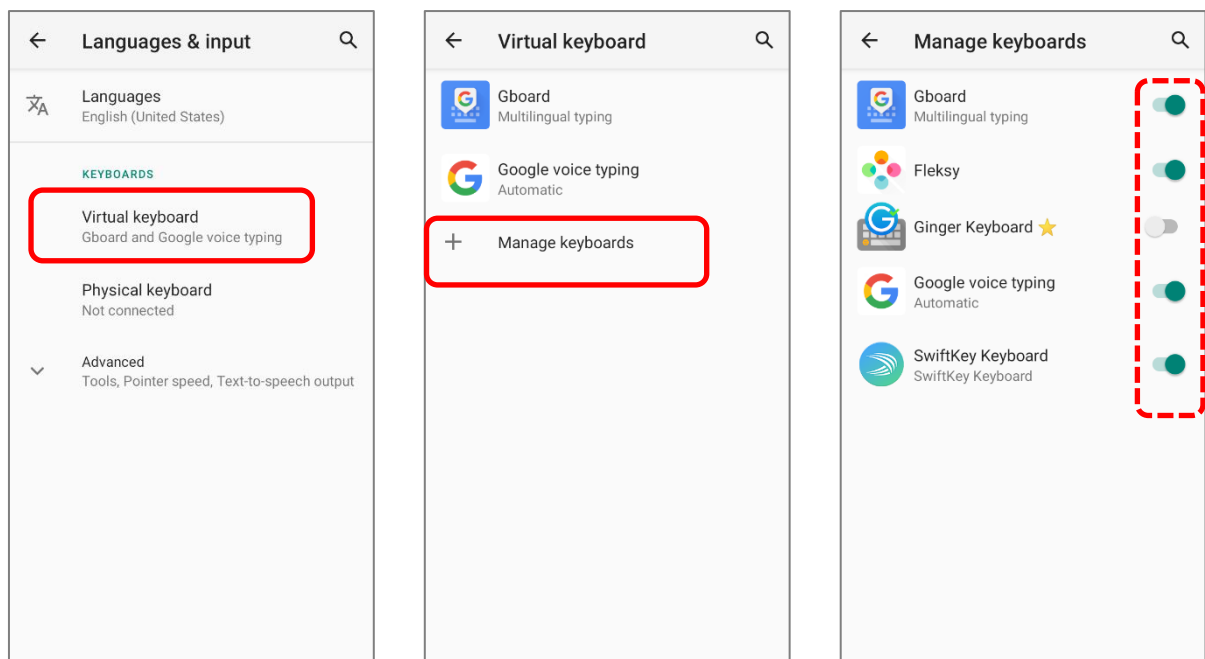 Languages & input
Languages
English (United States)
KEYBOARDS
Virtual keyboard
Gboard and Google voice typing
Physical keyboard
Not connected
Advanced
Tools, Pointer speed, Text-to-speech output
Virtual keyboard
Gboard
Multilingual typing
Google voice typing
Automatic
Manage keyboards
Manage keyboards
Gboard
Multilingual typing
Fleksy
Ginger Keyboard ⭐
Google voice typing
Automatic
SwiftKey Keyboard
SwiftKey Keyboard